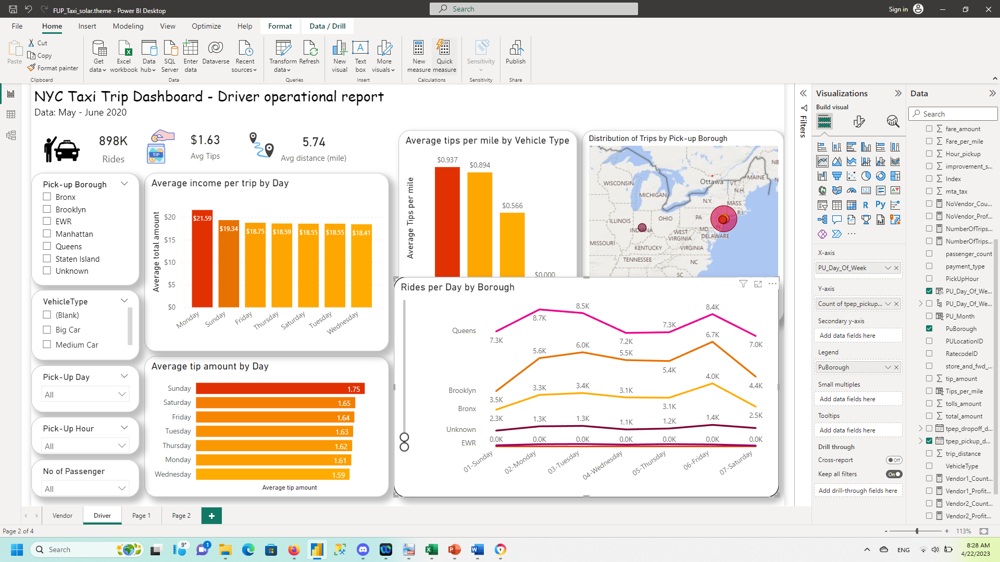 FUP_Taxi_solar.theme - Power BI Desktop
Search
Sign in
File
Home
Insert
Modeling
View
Optimize
Help
Format
Data / Drill
Paste
Cut
Copy
Format painter
Clipboard
Get data
Excel workbook
Data hub
SQL Server
Enter data
Dataverse
Recent sources
Data
Transform data
Refresh
Queries
New visual
Text box
More visuals
Insert
New measure
Quick measure
Calculations
Sensitivity
Sensitivity
Publish
Share
NYC Taxi Trip Dashboard - Driver operational report
Data: May - June 2020
TAXI
898K
Rides
TIP
$1.63
Avg Tips
5.74
Avg distance (mile)
Pick-up Borough
Bronx
Brooklyn
EWR
Manhattan
Queens
Staten Island
Unknown
VehicleType
(Blank)
Big Car
Medium Car
Pick-Up Day
All
Pick-Up Hour
All
No of Passenger
All
Average income per trip by Day
Average total amount
$20
$15
$10
$5
$0
$21.59
$19.34
$18.75
$18.59
$18.55
$18.55
$18.41
Monday
Sunday
Friday
Thursday
Saturday
Tuesday
Wednesday
Average tip amount by Day
Sunday 1.75
Saturday 1.65
Friday 1.64
Tuesday 1.63
Thursday 1.62
Monday 1.61
Wednesday 1.59
Average tip amount
Average tips per mile by Vehicle Type
Average Tips per mile
$0.937
$0.894
$0.566
$0.000
Distribution of Trips by Pick-up Borough
WISCONSIN
MICHIGAN
Ottawa
VT.
MAINE
NB
N.H.
N.Y.
MASS.
R.I.
ILLINOIS
INDIANA
OHIO
PA
NJ
MD
DELAWARE
WEST VIRGINIA
MISSOURI
KENTUCKY
VIRGINIA
TENNESSEE
NC
SC
Rides per Day by Borough
Queens
Brooklyn
Bronx
Unknown
EWR
7.3K
8.7K
8.5K
7.2K
7.3K
8.4K
7.0K
3.5K
5.6K
6.0K
5.5K
5.4K
6.7K
4.4K
2.3K
3.3K
3.4K
3.1K
3.1K
4.0K
2.5K
1.3K
1.3K
1.1K
1.2K
1.4K
0.0K
0.0K
0.0K
0.0K
0.0K
0.0K
0.0K
01-Sunday
02-Monday
03-Tuesday
04-Wednesday
05-Thursday
06-Friday
07-Saturday
Filters
Visualizations
Build visual
123
R
Py
X-axis
PU_Day_Of_Week
Y-axis
Count of tpep_pickup...
Secondary y-axis
Add data fields here
Legend
PuBorough
Small multiples
Add data fields here
Tooltips
Add data fields here
Drill through
Cross-report
Off
Keep all filters
On
Add drill-through fields here
Data
Search
fare_amount
Fare_per_mile
Hour_pickup
improvement_s...
Index
mta_tax
NoVendor_Cou...
NoVendor_Prof...
NumberOfTrips...
NumberOfTrips...
passenger_count
payment_type
PickUpHour
PU_Day_Of_We...
PU_Day_Of_We...
PU_Month
PuBorough
PULocationID
RatecodeID
store_and_fwd_...
tip_amount
Tips_per_mile
tolls_amount
total_amount
tpep_dropoff_d...
tpep_pickup_d...
trip_distance
VehicleType
Vendor1_Count...
Vendor1_Profit...
Vendor2_Count...
Vendor2_Profit...
Vendor
Driver
Page 1
Page 2
Page 2 of 4
113%
Search
9°
1
ENG
8:28 AM
4/22/2023